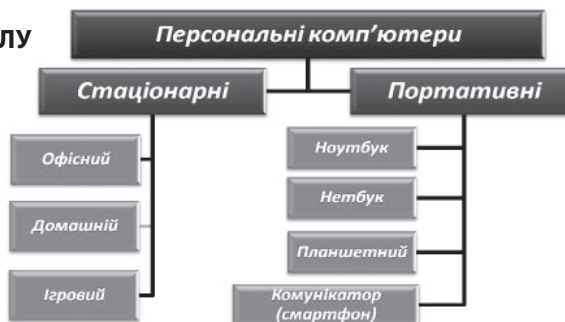 ЛУ
Персональні комп’ютери
Стаціонарні
Портативні
Офісний
Домашній
Ігровий
Ноутбук
Нетбук
Планшетний
Комунікатор
(смартфон)